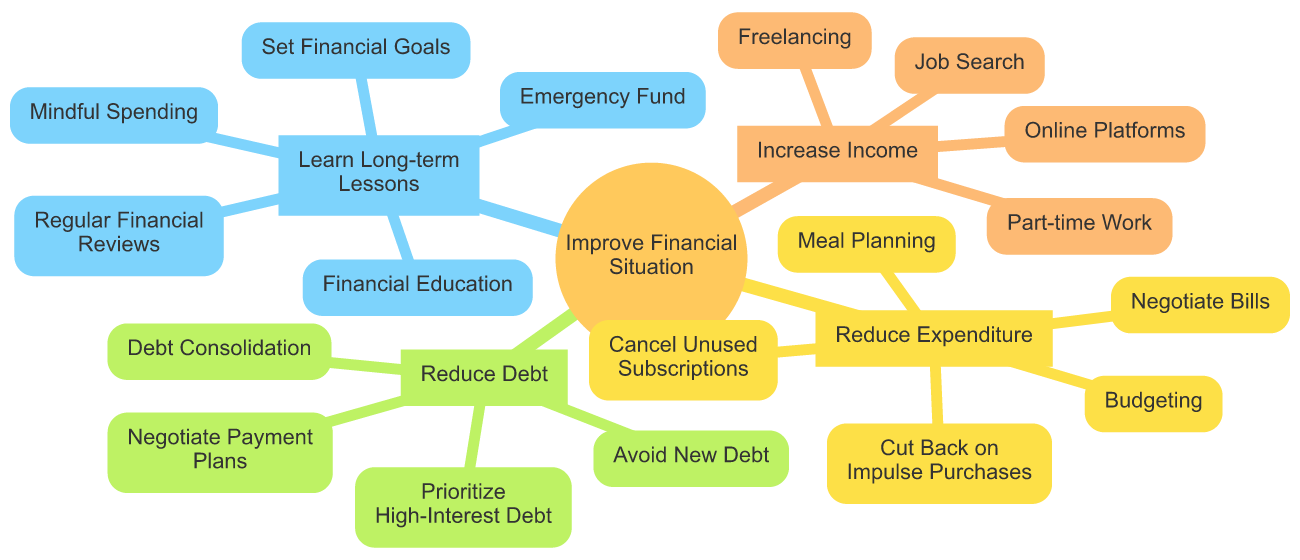 Improve Financial
Situation
Learn Long-term
Lessons
Set Financial Goals
Emergency Fund
Mindful Spending
Regular Financial
Reviews
Financial Education
Increase Income
Freelancing
Job Search
Online Platforms
Part-time Work
Reduce Expenditure
Meal Planning
Negotiate Bills
Cancel Unused
Subscriptions
Budgeting
Cut Back on
Impulse Purchases
Reduce Debt
Debt Consolidation
Negotiate Payment
Plans
Prioritize
High-Interest Debt
Avoid New Debt